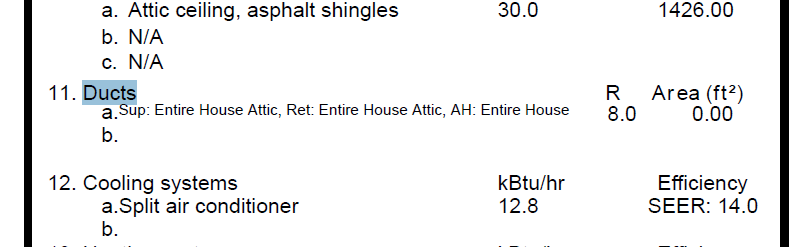 a. Attic ceiling, asphalt shingles 30.0 1426.00
b. N/A
c. N/A
11. Ducts R Area (ft²)
a.Sup: Entire House Attic, Ret: Entire House Attic, AH: Entire House 8.0 0.00
b.
12. Cooling systems kBtu/hr Efficiency
a.Split air conditioner 12.8 SEER: 14.0
b.